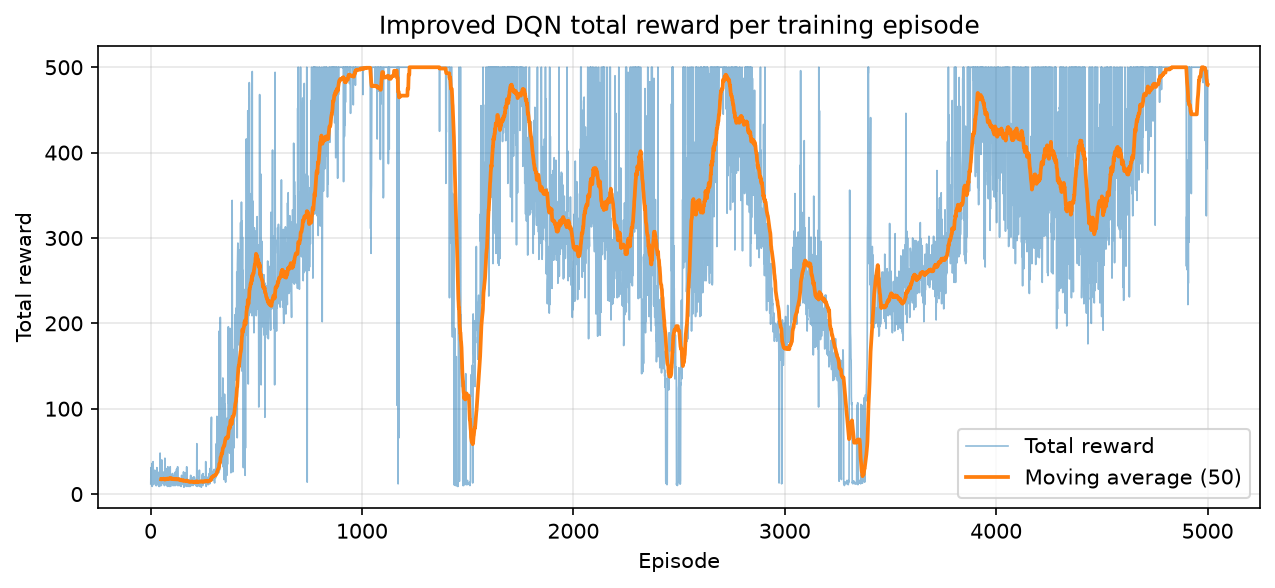 Improved DQN total reward per training episode
Total reward
500
400
300
200
100
0
0 1000 2000 3000 4000 5000
Episode
Total reward
Moving average (50)